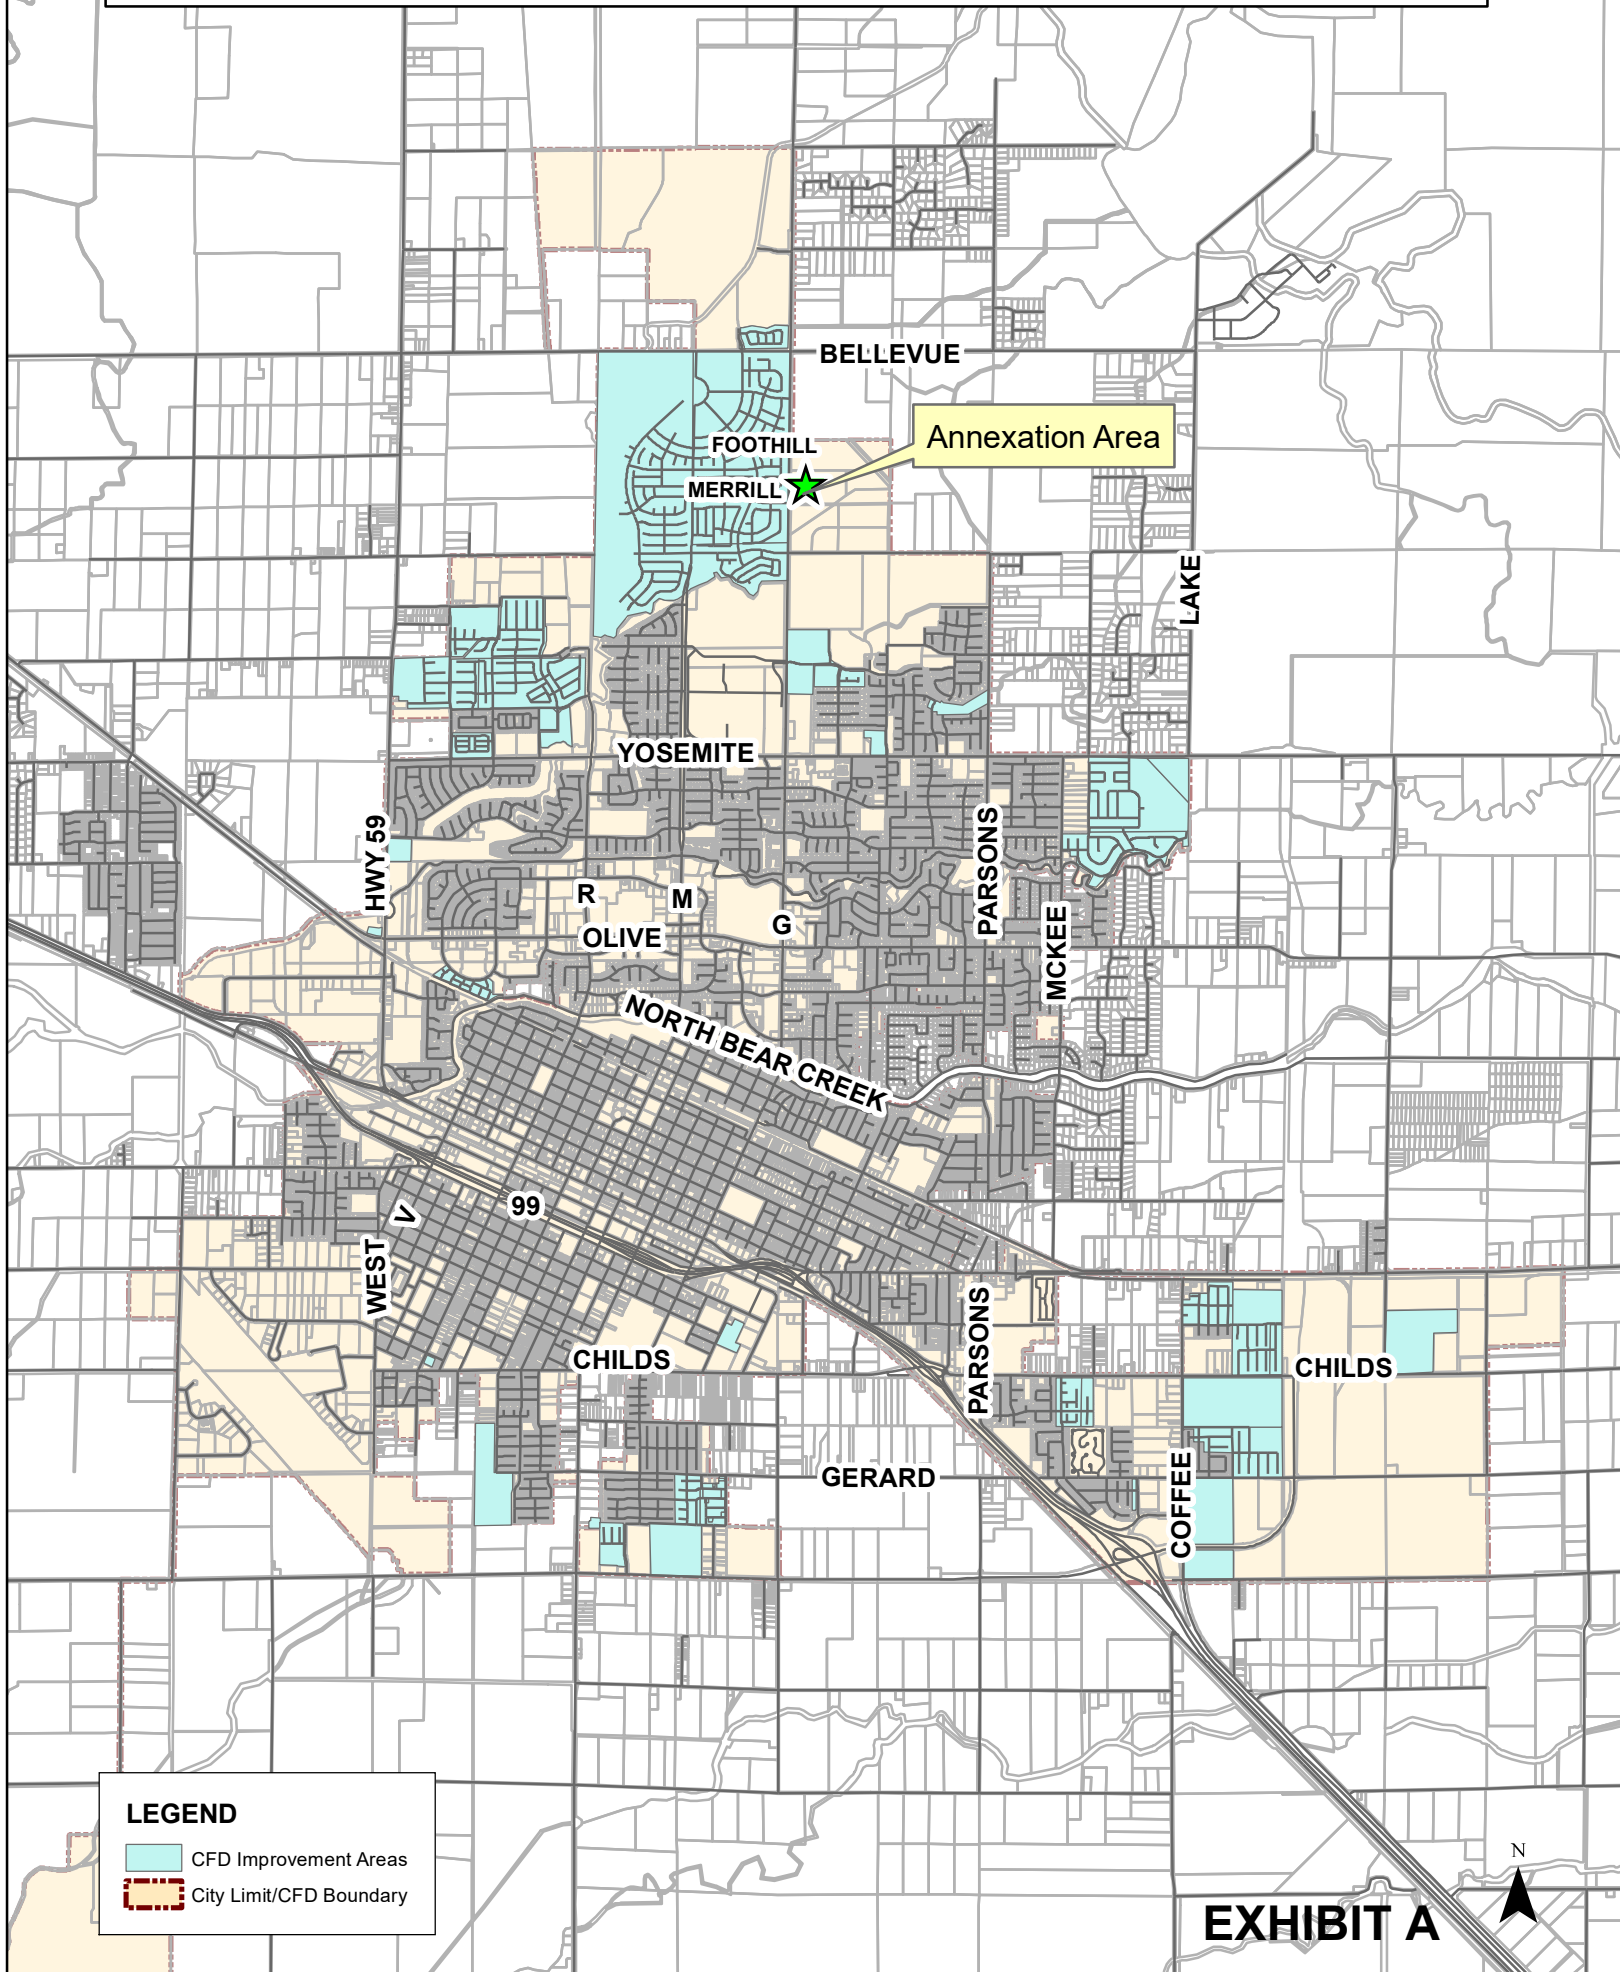 BELLEVUE
Annexation Area
FOOTHILL
MERRILL
LAKE
YOSEMITE
HWY 59
PARSONS
R
M
G
OLIVE
MCKEE
NORTH BEAR CREEK
V
99
WEST
PARSONS
CHILDS
CHILDS
GERARD
COFFEE
LEGEND
CFD Improvement Areas
City Limit/CFD Boundary
N
EXHIBIT A